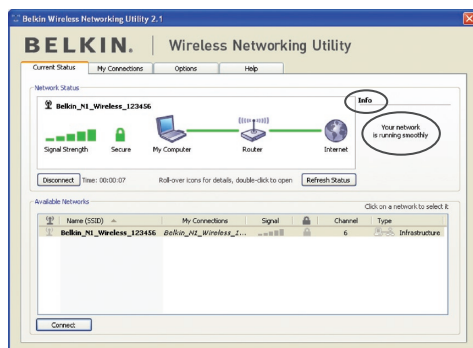 Belkin Wireless Networking Utility 2.1
BELKIN. | Wireless Networking Utility
Current Status My Connections Options Help
Network Status
Belkin_N1_Wireless_123456
Info
Your network
is running smoothly
Signal Strength Secure My Computer Router Internet
Disconnect Time: 00:00:07 Roll-over icons for details, double-click to open Refresh Status
Available Networks
Click on a network to select it
Name (SSID) My Connections Signal Channel Type
Belkin_N1_Wireless_123456 Belkin_N1_Wireless_1... 6 Infrastructure
Connect